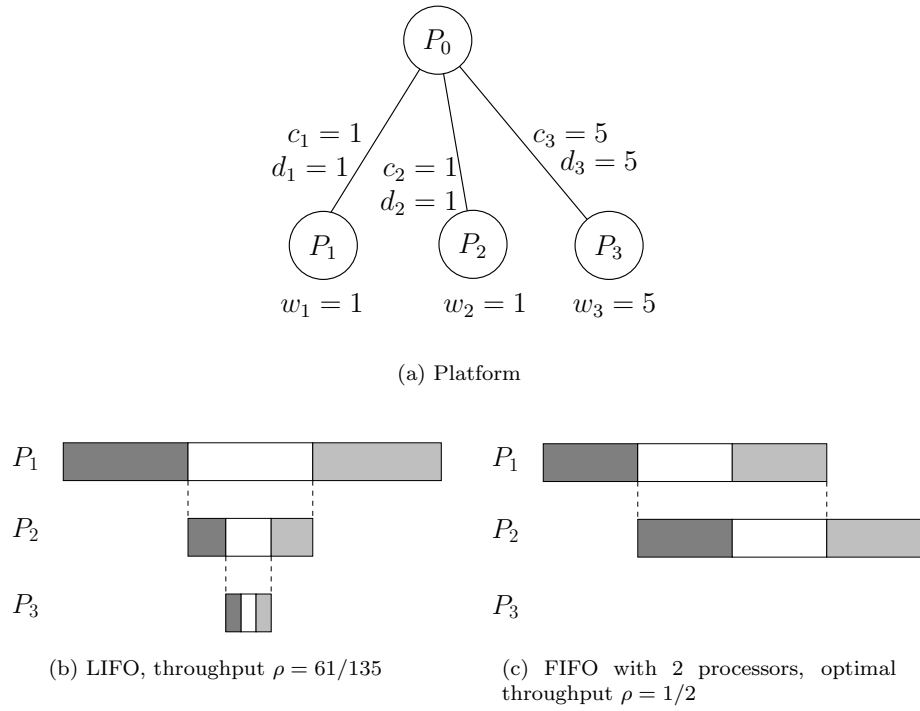 P₀
c₁ = 1
d₁ = 1
c₂ = 1
d₂ = 1
c₃ = 5
d₃ = 5
P₁ P₂ P₃
w₁ = 1 w₂ = 1 w₃ = 5
(a) Platform
P₁
P₂
P₃
(b) LIFO, throughput ρ = 61/135
P₁
P₂
P₃
(c) FIFO with 2 processors, optimal
throughput ρ = 1/2